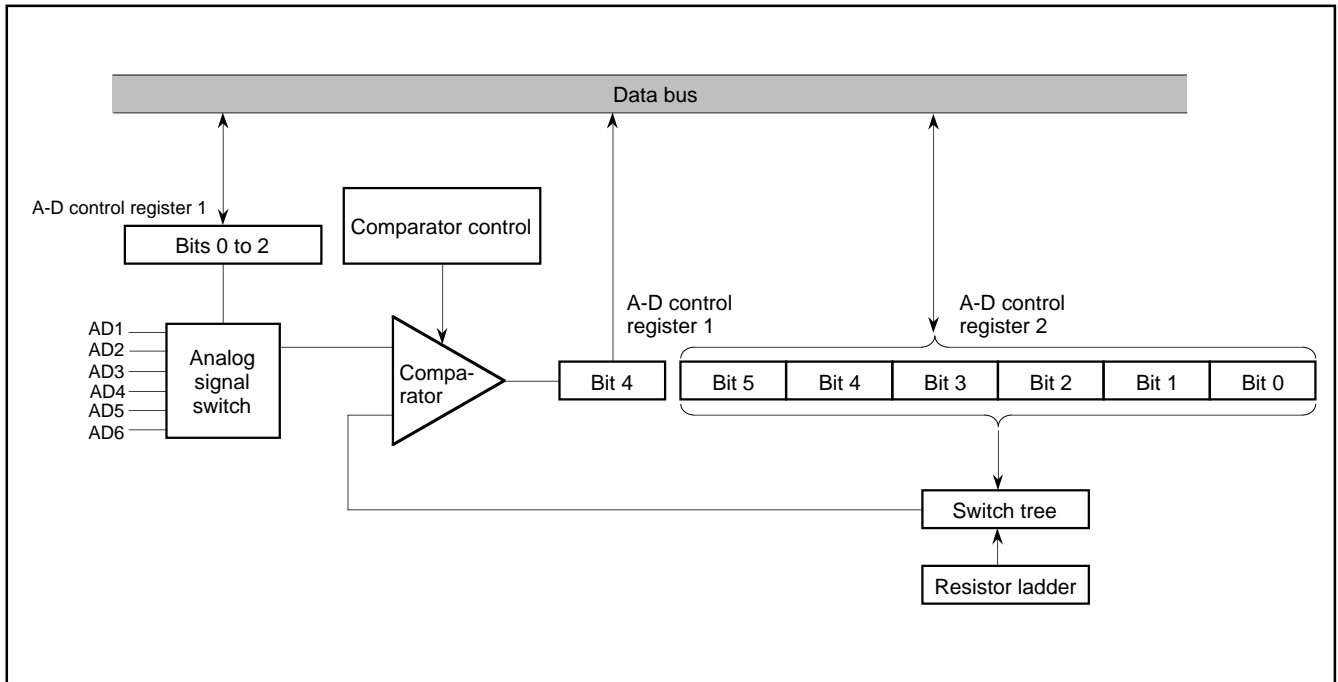 Data bus
A-D control register 1
Bits 0 to 2
Comparator control
A-D control
register 1
A-D control
register 2
AD1
AD2
AD3
AD4
AD5
AD6
Analog
signal
switch
Compa-
rator
Bit 4
Bit 5
Bit 4
Bit 3
Bit 2
Bit 1
Bit 0
Switch tree
Resistor ladder